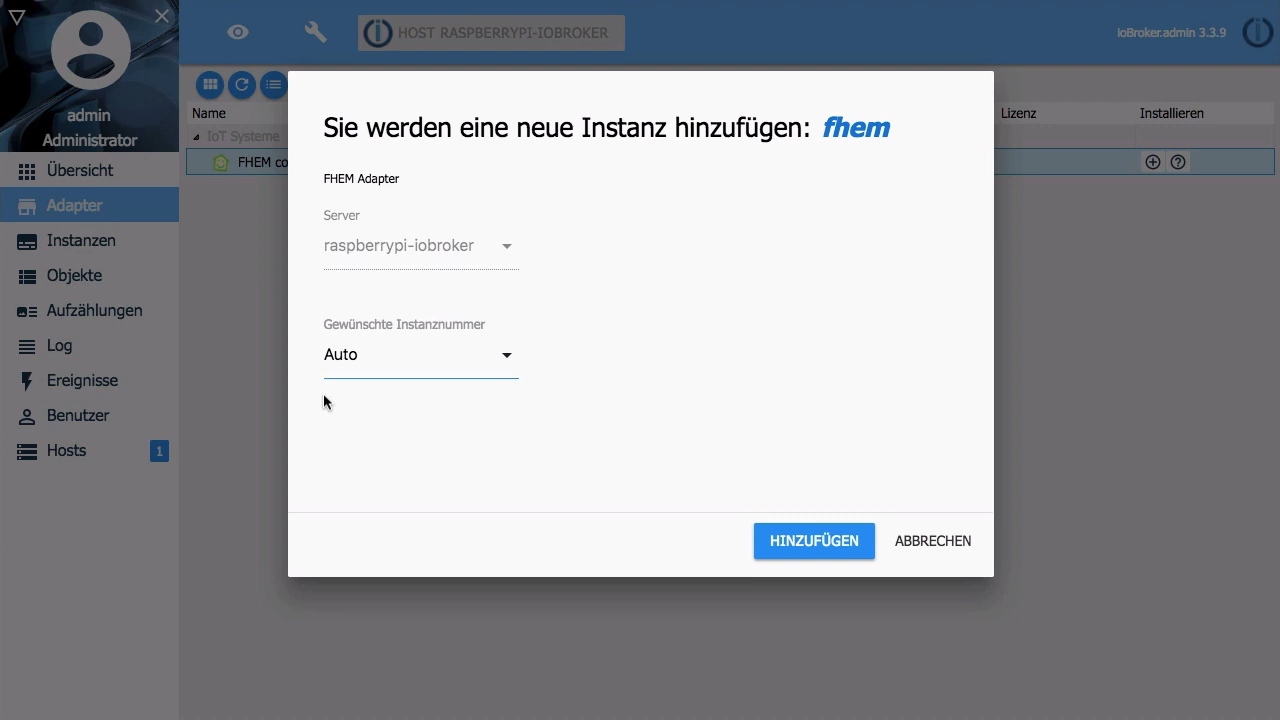 HOST RASPBERRYPI-IOBROKER
ioBroker.admin 3.3.9
admin
Administrator
Übersicht
Adapter
Instanzen
Objekte
Aufzählungen
Log
Ereignisse
Benutzer
Hosts
1
Name
Lizenz
Installieren
IoT Systeme
FHEM co
Sie werden eine neue Instanz hinzufügen: fhem
FHEM Adapter
Server
raspberrypi-iobroker
Gewünschte Instanznummer
Auto
HINZUFÜGEN
ABBRECHEN